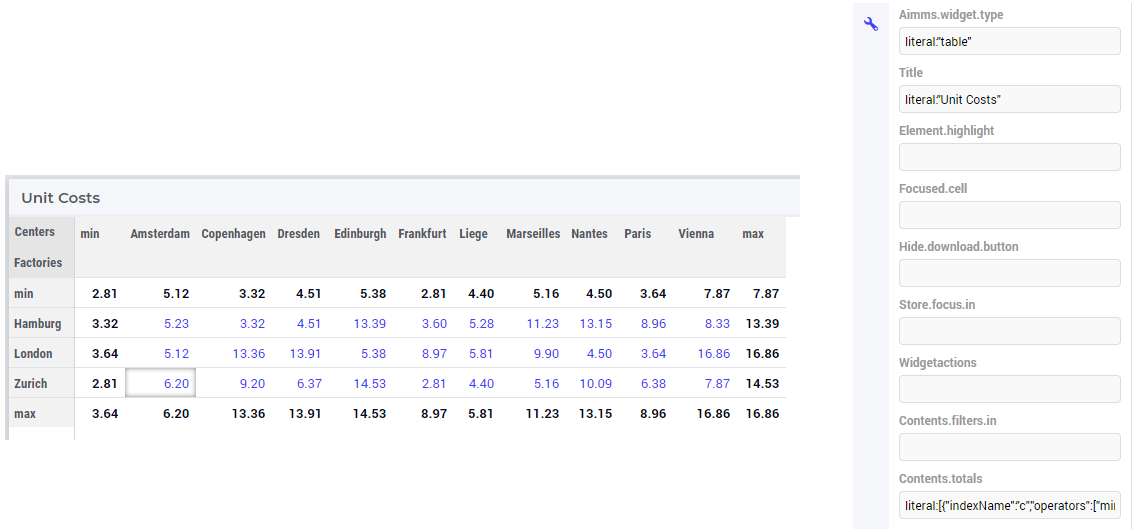 Unit Costs
Centers min Amsterdam Copenhagen Dresden Edinburgh Frankfurt Liege Marseilles Nantes Paris Vienna max
Factories
min 2.81 5.12 3.32 4.51 5.38 2.81 4.40 5.16 4.50 3.64 7.87 7.87
Hamburg 3.32 5.23 3.32 4.51 13.39 3.60 5.28 11.23 13.15 8.96 8.33 13.39
London 3.64 5.12 13.36 13.91 5.38 8.97 5.81 9.90 4.50 3.64 16.86 16.86
Zurich 2.81 6.20 9.20 6.37 14.53 2.81 4.40 5.16 10.09 6.38 7.87 14.53
max 3.64 6.20 13.36 13.91 14.53 8.97 5.81 11.23 13.15 8.96 16.86 16.86
Aimms.widget.type
literal:"table"
Title
literal:"Unit Costs"
Element.highlight
Focused.cell
Hide.download.button
Store.focus.in
Widgetactions
Contents.filters.in
Contents.totals
literal:[{"indexName":"c","operators":["mi